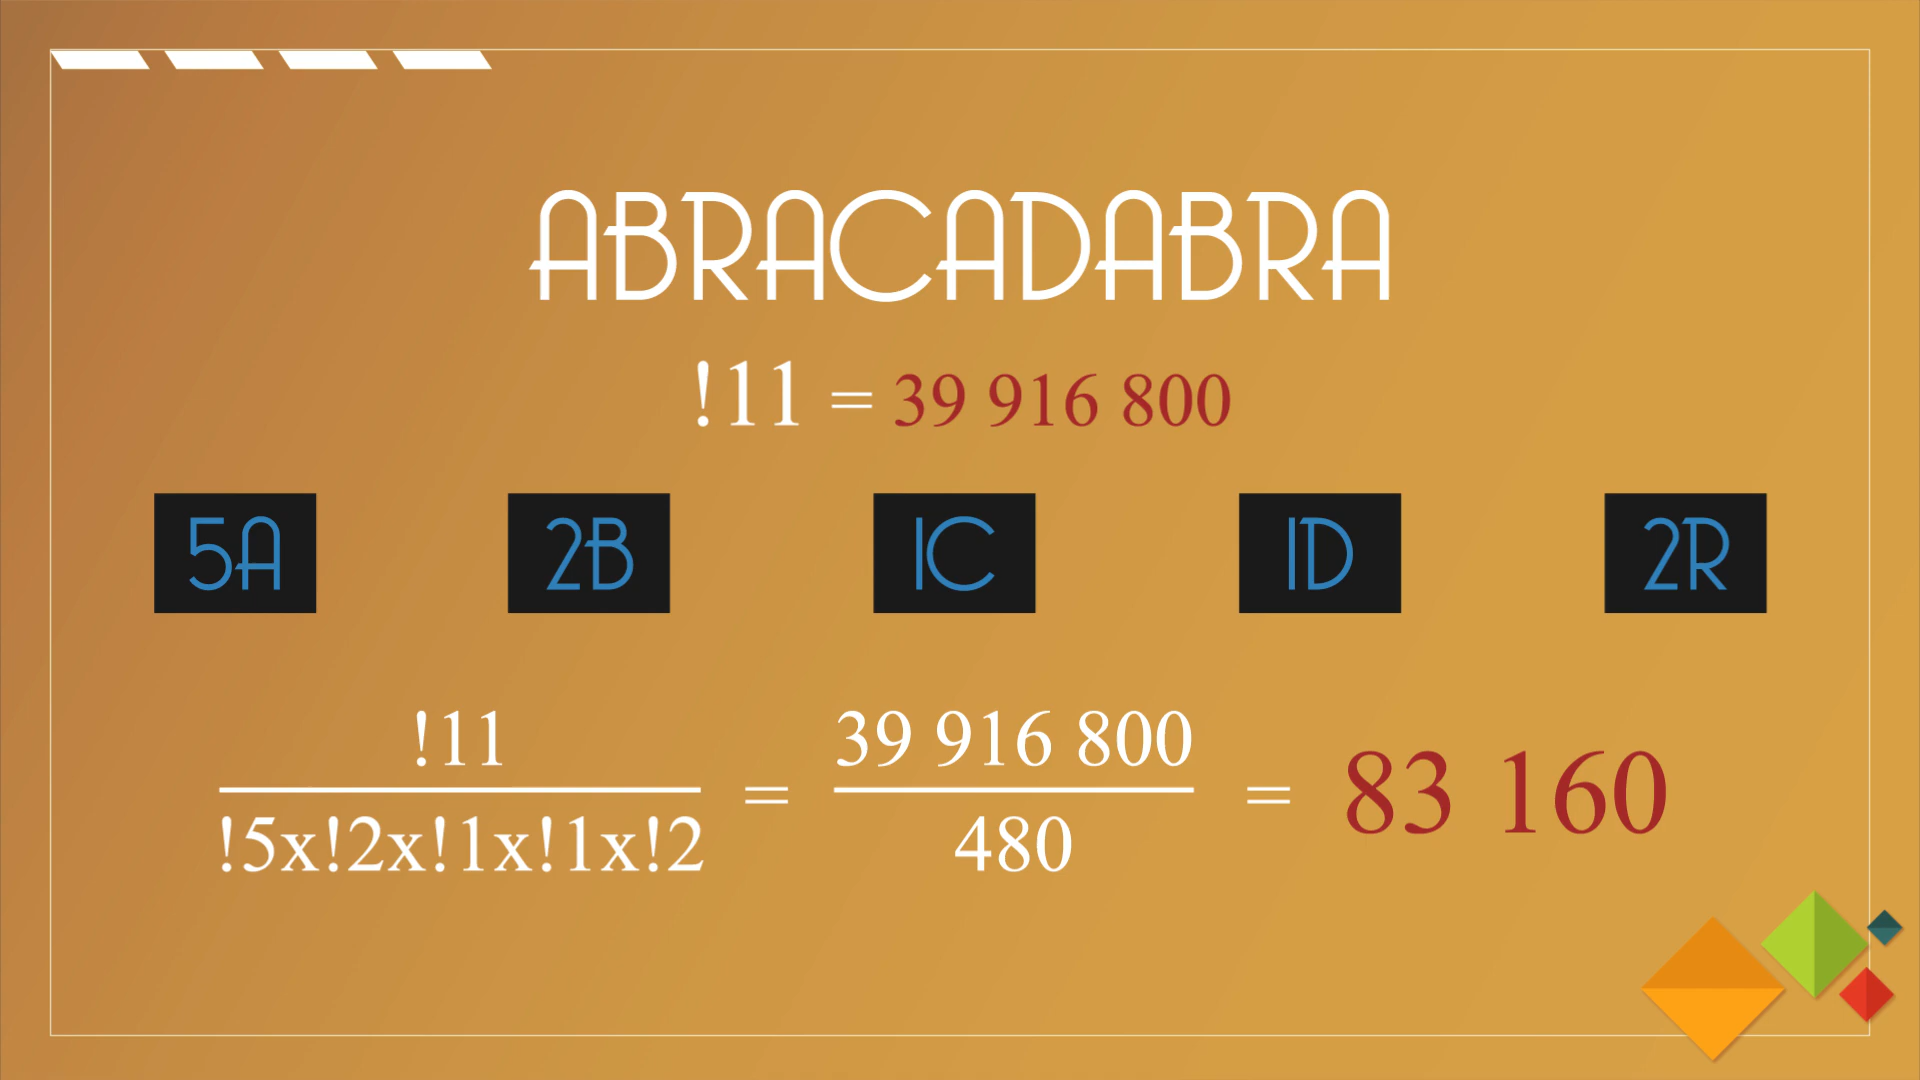 ABRACADABRA
!11 = 39 916 800
5A 2B 1C 1D 2R
!11
39 916 800
= = 83 160
!5x!2x!1x!1x!2
480